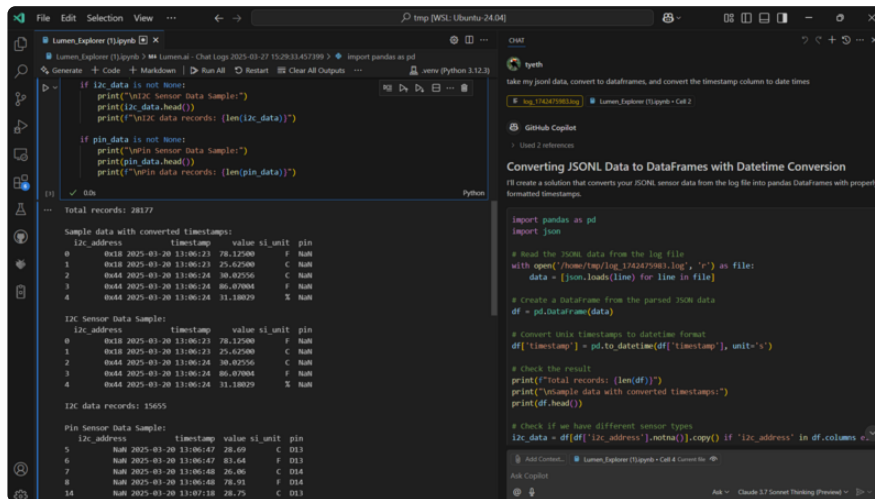 File Edit Selection View ···
tmp [WSL: Ubuntu-24.04]
Lumen_Explorer (1).ipynb
Lumen_Explorer (1).ipynb > Lumen.ai - Chat Logs 2025-03-27 15:29:33.457399 > import pandas as pd
Generate + Code + Markdown | Run All Restart Clear All Outputs ···
.venv (Python 3.12.3)
if i2c_data is not None:
print("\nI2C Sensor Data Sample:")
print(i2c_data.head())
print(f"\nI2C data records: {len(i2c_data)}")
if pin_data is not None:
print("\nPin Sensor Data Sample:")
print(pin_data.head())
print(f"\nPin data records: {len(pin_data)}")
0.0s
Python
Total records: 28177
Sample data with converted timestamps:
i2c_address timestamp value si_unit pin
0 0x18 2025-03-20 13:06:23 78.12500 F NaN
1 0x18 2025-03-20 13:06:23 25.62500 C NaN
2 0x44 2025-03-20 13:06:24 30.02556 C NaN
3 0x44 2025-03-20 13:06:24 86.07004 F NaN
4 0x44 2025-03-20 13:06:24 31.18029 % NaN
I2C Sensor Data Sample:
i2c_address timestamp value si_unit pin
0 0x18 2025-03-20 13:06:23 78.12500 F NaN
1 0x18 2025-03-20 13:06:23 25.62500 C NaN
2 0x44 2025-03-20 13:06:24 30.02556 C NaN
3 0x44 2025-03-20 13:06:24 86.07004 F NaN
4 0x44 2025-03-20 13:06:24 31.18029 % NaN
I2C data records: 15655
Pin Sensor Data Sample:
i2c_address timestamp value si_unit pin
5 NaN 2025-03-20 13:06:47 28.69 C D13
6 NaN 2025-03-20 13:06:47 83.64 F D13
7 NaN 2025-03-20 13:06:48 26.06 C D14
8 NaN 2025-03-20 13:06:48 78.91 F D14
14 NaN 2025-03-20 13:07:18 28.75 C D13
CHAT
tyeth
take my jsonl data, convert to dataframes, and convert the timestamp column to date times
log_1742475983.log Lumen_Explorer (1).ipynb • Cell 2
GitHub Copilot
> Used 2 references
Converting JSONL Data to DataFrames with Datetime Conversion
I'll create a solution that converts your JSONL sensor data from the log file into pandas DataFrames with properly
formatted timestamps.
import pandas as pd
import json
# Read the JSONL data from the log file
with open('/home/tmp/log_1742475983.log', 'r') as file:
data = [json.loads(line) for line in file]
# Create a DataFrame from the parsed JSON data
df = pd.DataFrame(data)
# Convert Unix timestamps to datetime format
df['timestamp'] = pd.to_datetime(df['timestamp'], unit='s')
# Check the result
print(f"Total records: {len(df)}")
print("\nSample data with converted timestamps:")
print(df.head())
# Check if we have different sensor types
i2c_data = df[df['i2c_address'].notna()].copy() if 'i2c_address' in df.columns e
Add Context... Lumen_Explorer (1).ipynb • Cell 4 Current file
Ask Copilot
Ask Claude 3.7 Sonnet Thinking (Preview)